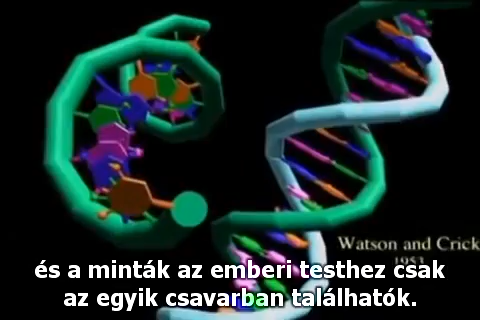 Watson and Crick
1953
és a minták az emberi testhez csak
az egyik csavarban találhatók.